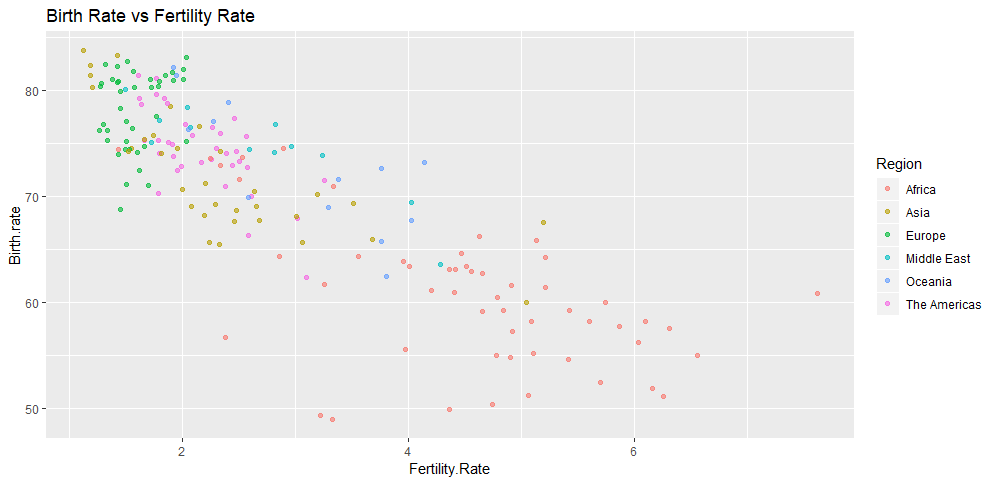 Birth Rate vs Fertility Rate
80
70
60
50
Birth.rate
2
4
6
Fertility.Rate
Region
Africa
Asia
Europe
Middle East
Oceania
The Americas